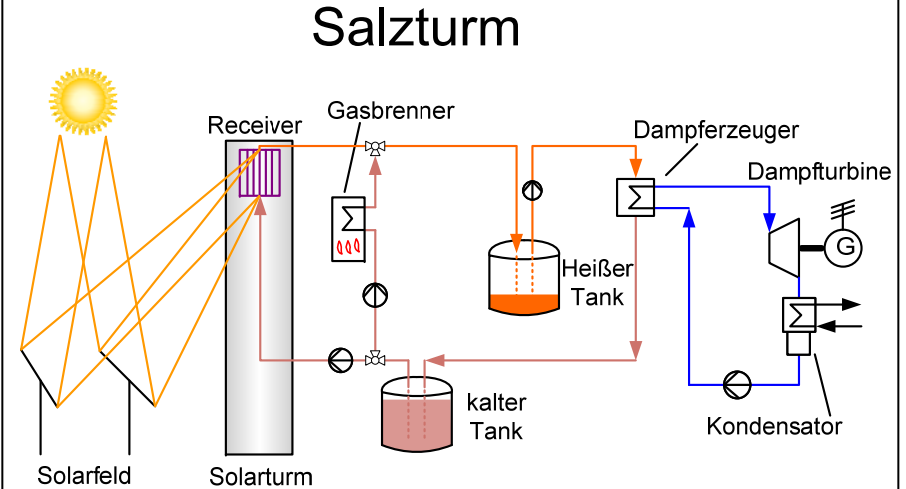 Salzturm
Gasbrenner
Receiver
Dampferzeuger
Dampfturbine
G
Heißer
Tank
kalter
Tank
Kondensator
Solarfeld
Solarturm